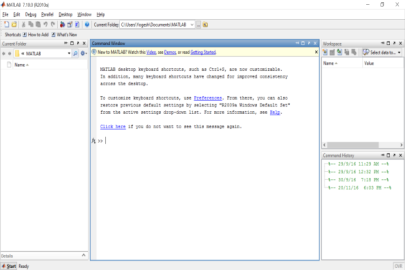 MATLAB 7.10.0 (R2010a)
File Edit Debug Parallel Desktop Window Help
Current Folder: C:\Users\Yogesh\Documents\MATLAB
Shortcuts How to Add What's New
Current Folder
MATLAB
Name
Details
Command Window
New to MATLAB? Watch this Video, see Demos, or read Getting Started.
MATLAB desktop keyboard shortcuts, such as Ctrl+S, are now customizable.
In addition, many keyboard shortcuts have changed for improved consistency
across the desktop.
To customize keyboard shortcuts, use Preferences. From there, you can also
restore previous default settings by selecting "R2009a Windows Default Set"
from the active settings drop-down list. For more information, see Help.
Click here if you do not want to see this message again.
fx >>
Workspace
Select data to...
Name Value
Command History
Start Ready
OVR